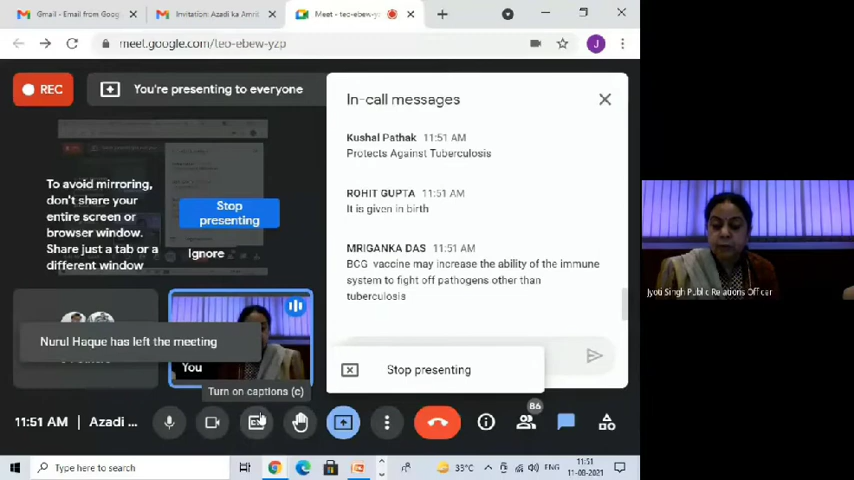 Gmail - Email from Goog
Invitation: Azadi ka Amri
Meet - teo-ebew-yz
meet.google.com/teo-ebew-yzp
J
REC
You're presenting to everyone
To avoid mirroring,
don't share your
entire screen or
browser window.
Share just a tab or a
different window
Stop
presenting
Ignore
In-call messages
Kushal Pathak 11:51 AM
Protects Against Tuberculosis
ROHIT GUPTA 11:51 AM
It is given in birth
MRIGANKA DAS 11:51 AM
BCG vaccine may increase the ability of the immune
system to fight off pathogens other than
tuberculosis
Nurul Haque has left the meeting
You
Stop presenting
Turn on captions (c)
11:51 AM | Azadi ...
86
Type here to search
33°C
ENG
11:51
11-08-2021
Jyoti Singh Public Relations Officer